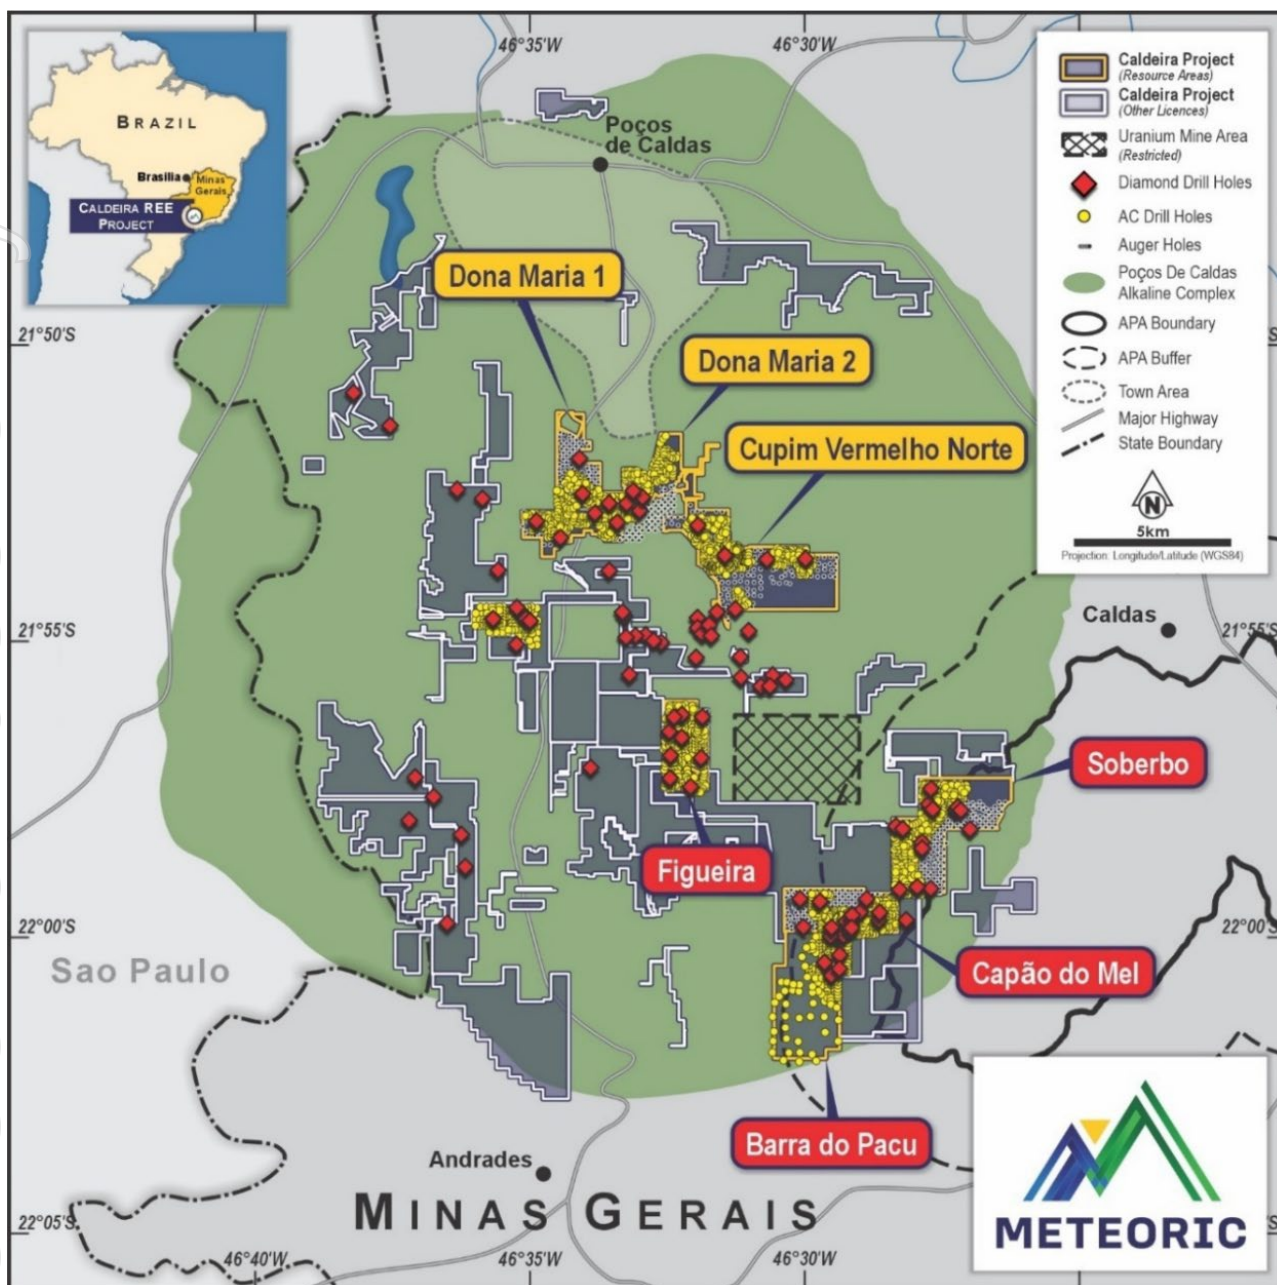 46°35'W
46°30'W
BRAZIL
Brasilia
Minas
Gerais
CALDEIRA REE
PROJECT
Poços
de Caldas
Caldeira Project
(Resource Areas)
Caldeira Project
(Other Licences)
Uranium Mine Area
(Restricted)
Diamond Drill Holes
AC Drill Holes
Auger Holes
Poços De Caldas
Alkaline Complex
APA Boundary
APA Buffer
Town Area
Major Highway
State Boundary
N
5km
Projection: Longitude/Latitude (WGS84)
Dona Maria 1
21°50'S
Dona Maria 2
Cupim Vermelho Norte
Caldas
21°55'S
21°55'S
Soberbo
Figueira
22°00'S
22°00'S
Sao Paulo
Capão do Mel
Barra do Pacu
Andrades
MINAS GERAIS
22°05'S
46°40'W
46°35'W
46°30'W
METEORIC